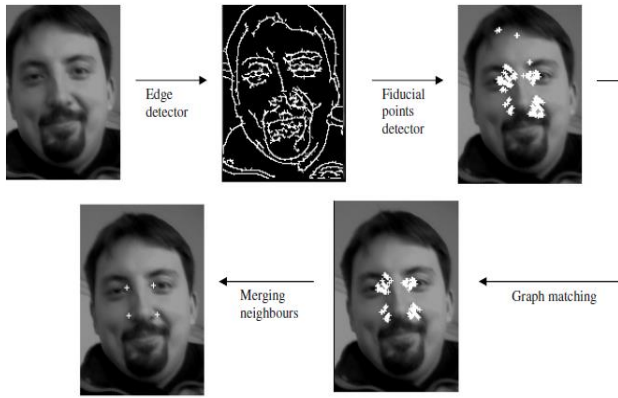 Edge
detector
Fiducial
points
detector
Graph matching
Merging
neighbours